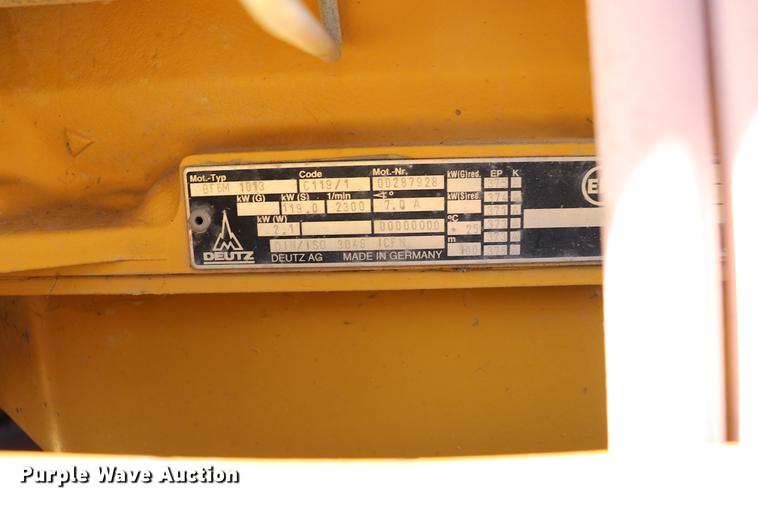 Mot.-Typ Code Mot.-Nr. kW(G)red. EP K
BF6M 1013 C119/1 00287928
kW (G) kW (S) 1/min kW(S)red.
119.0 2300 7.0 A
kW (W) °C
2.1 00000000 + 25
DIN/ISO 3046 ICFN m
100
DEUTZ DEUTZ AG MADE IN GERMANY
Purple Wave Auction